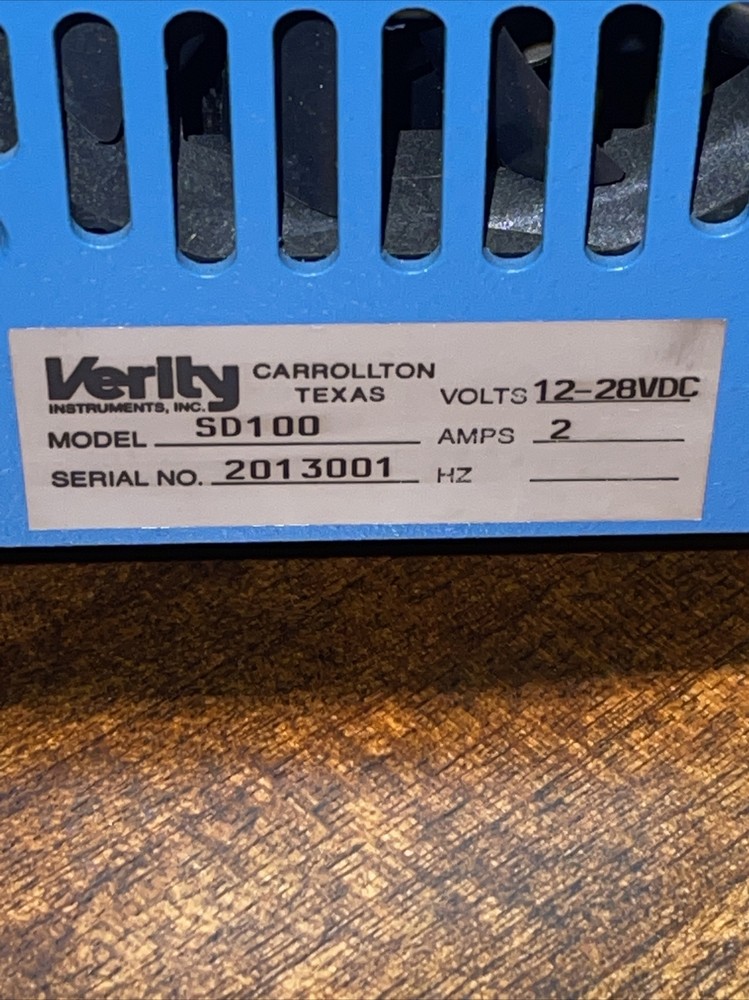 Verity CARROLLTON
INSTRUMENTS, INC. TEXAS VOLTS 12-28VDC
MODEL SD100 AMPS 2
SERIAL NO. 2013001 HZ